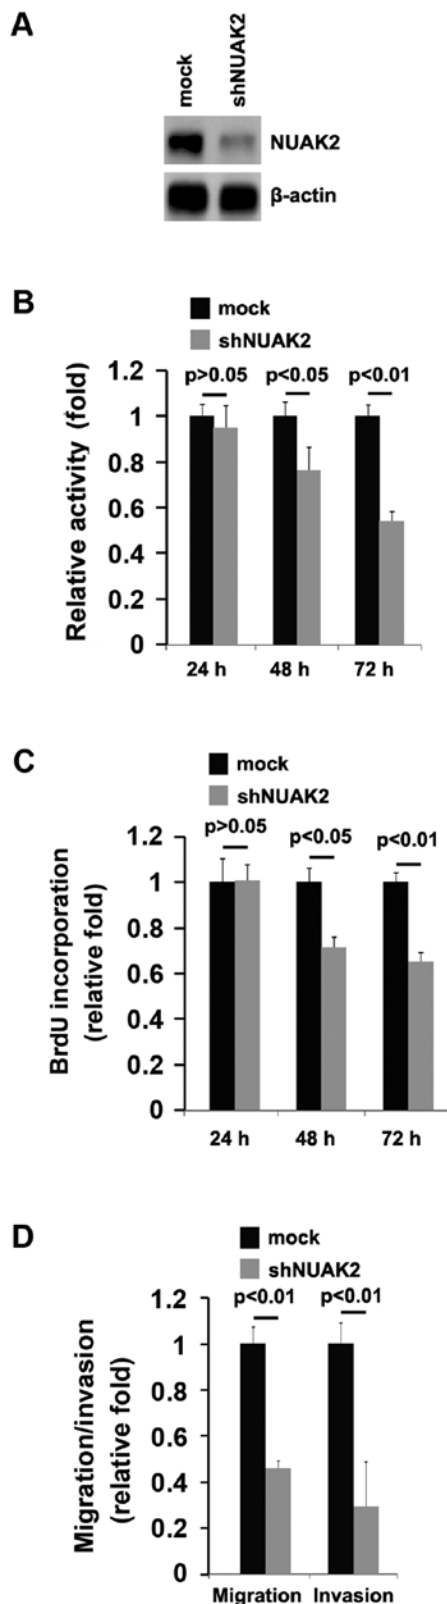 A
mock
shNUAK2
NUAK2
β-actin
B
mock
shNUAK2
Relative activity (fold)
1.2
1
0.8
0.6
0.4
0.2
0
p>0.05
p<0.05
p<0.01
24 h
48 h
72 h
C
mock
shNUAK2
BrdU incorporation
(relative fold)
1.2
1
0.8
0.6
0.4
0.2
0
p>0.05
p<0.05
p<0.01
24 h
48 h
72 h
D
mock
shNUAK2
Migration/invasion
(relative fold)
1.2
1
0.8
0.6
0.4
0.2
0
p<0.01
p<0.01
Migration
Invasion